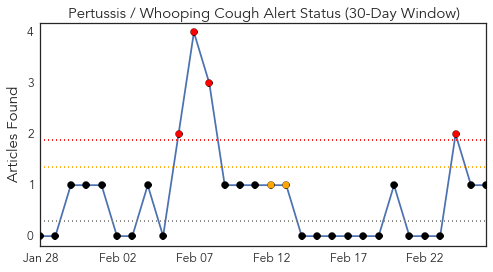 Pertussis / Whooping Cough Alert Status (30-Day Window)
Articles Found
4
3
2
1
0
Jan 28
Feb 02
Feb 07
Feb 12
Feb 17
Feb 22